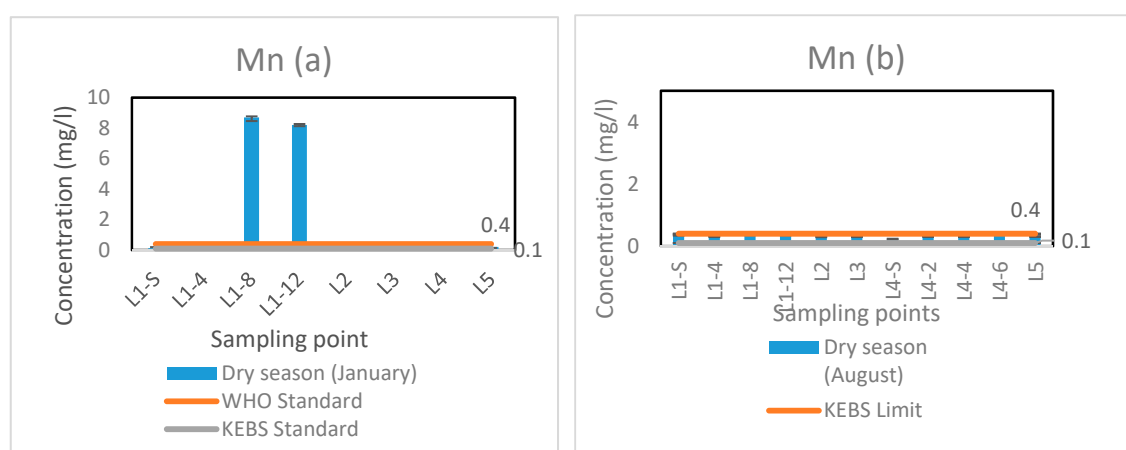 Mn (a)
Concentration (mg/l)
10
8
6
4
2
0
0.4
0.1
L1-S
L1-4
L1-8
L1-12
L2
L3
L4
L5
Sampling point
Dry season (January)
WHO Standard
KEBS Standard
Mn (b)
Concentration (mg/l)
4
2
0
0.4
0.1
L1-S
L1-4
L1-8
L1-12
L2
L3
L4-S
L4-2
L4-4
L4-6
L5
Sampling points
Dry season
(August)
KEBS Limit